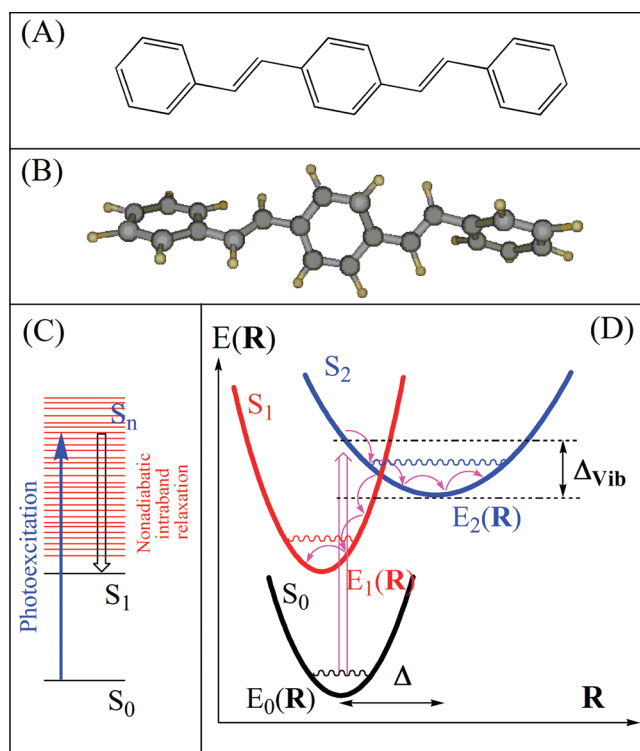 (A)
(B)
(C)
Sn
Photoexcitation
Nonadiabatic
intraband
relaxation
S1
S0
(D)
E(R)
S2
S1
ΔVib
E2(R)
E1(R)
S0
E0(R)
Δ
R